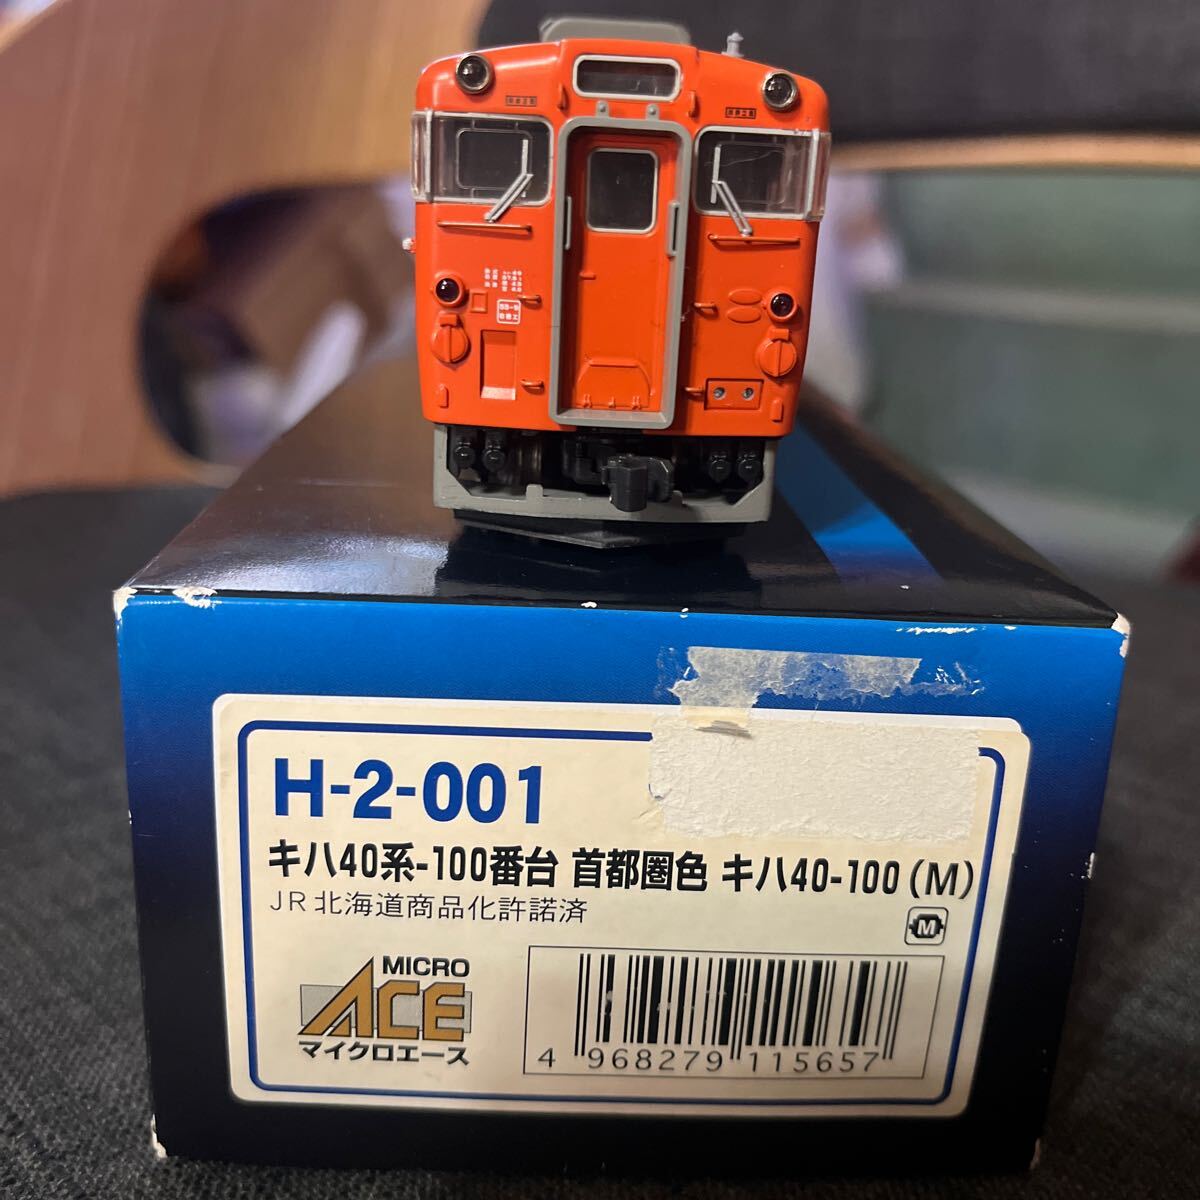 H-2-001
キハ40系-100番台 首都圏色 キハ40-100(M)
JR北海道商品化許諾済
M
MICRO
ACE
マイクロエース
4 968279 115657